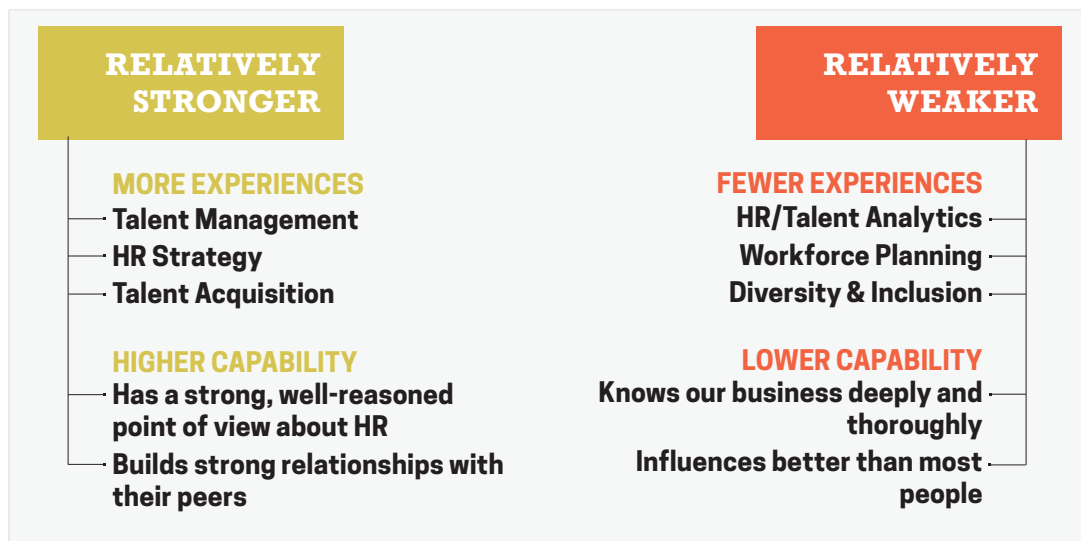 RELATIVELY
STRONGER
MORE EXPERIENCES
Talent Management
HR Strategy
Talent Acquisition
HIGHER CAPABILITY
Has a strong, well-reasoned
point of view about HR
Builds strong relationships with
their peers
RELATIVELY
WEAKER
FEWER EXPERIENCES
HR/Talent Analytics
Workforce Planning
Diversity & Inclusion
LOWER CAPABILITY
Knows our business deeply and
thoroughly
Influences better than most
people